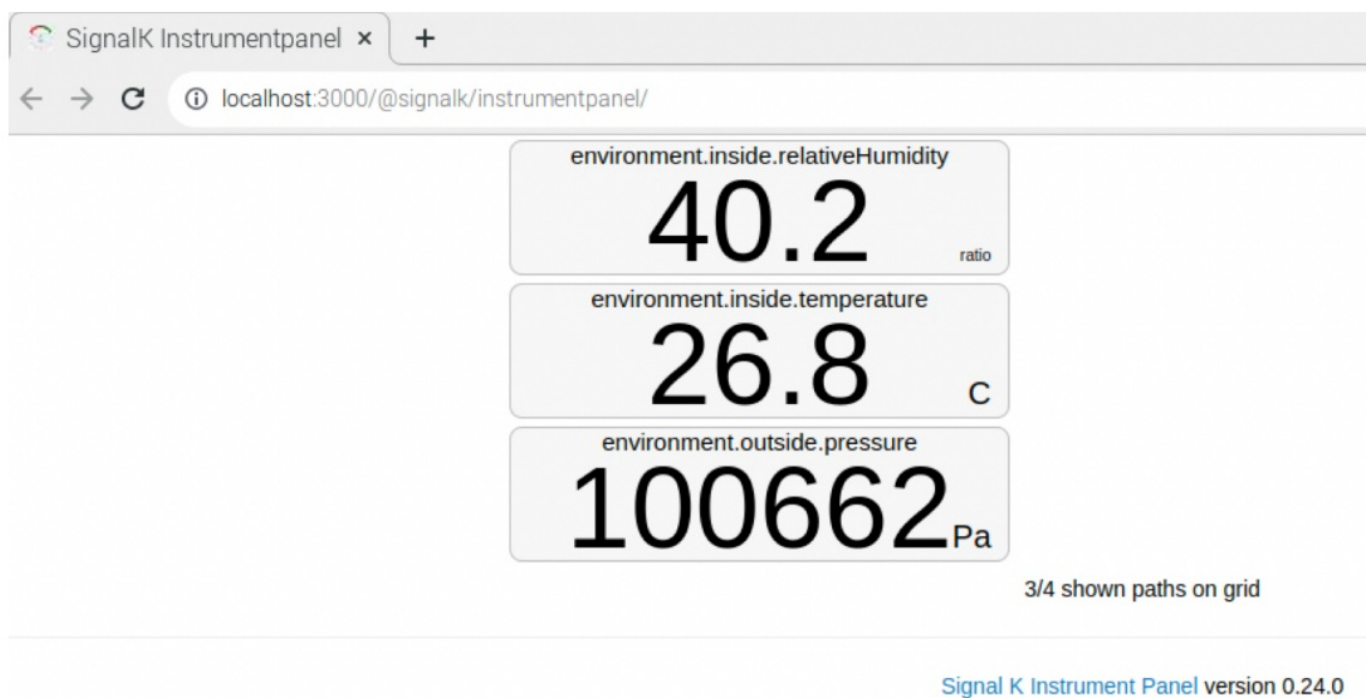 SignalK Instrumentpanel × +
localhost:3000/@signalk/instrumentpanel/
environment.inside.relativeHumidity
40.2 ratio
environment.inside.temperature
26.8 C
environment.outside.pressure
100662 Pa
3/4 shown paths on grid
Signal K Instrument Panel version 0.24.0